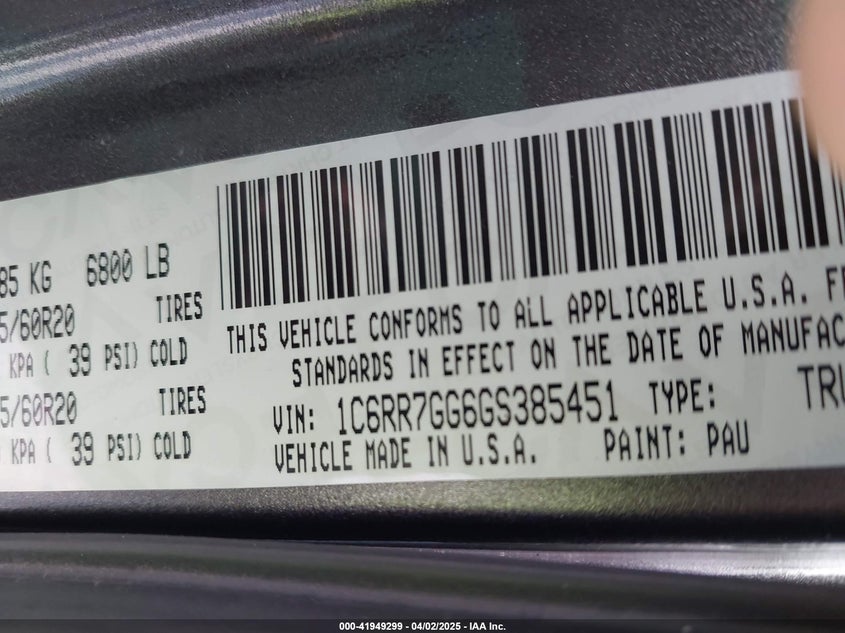 85 KG 6800 LB
5/60R20 TIRES
KPA ( 39 PSI) COLD
5/60R20 TIRES
KPA ( 39 PSI) COLD
THIS VEHICLE CONFORMS TO ALL APPLICABLE U.S.A. F
STANDARDS IN EFFECT ON THE DATE OF MANUFAC
VIN: 1C6RR7GG6GS385451 TYPE: TRU
VEHICLE MADE IN U.S.A. PAINT: PAU
000-41949299 - 04/02/2025 - IAA Inc.